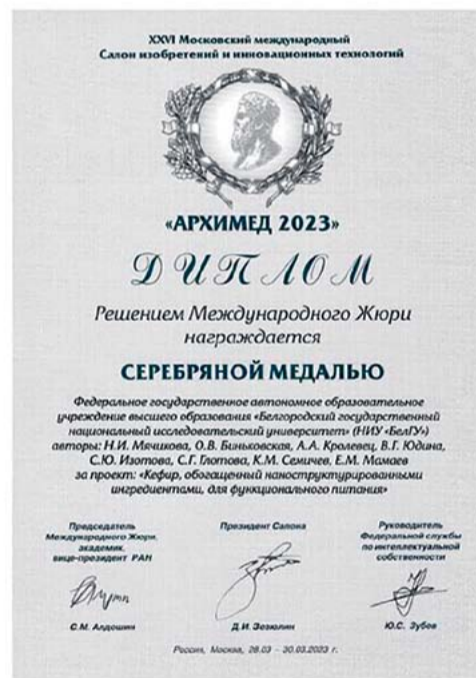 XXVI Московский международный
Салон изобретений и инновационных технологий
«АРХИМЕД 2023»
ДИПЛОМ
Решением Международного Жюри
награждается
СЕРЕБРЯНОЙ МЕДАЛЬЮ
Федеральное государственное автономное образовательное
учреждение высшего образования «Белгородский государственный
национальный исследовательский университет» (НИУ «БелГУ»)
авторы: Н.И. Мячикова, О.В. Биньковская, А.А. Кролевец, В.Г. Юдина,
С.Ю. Изотова, С.Г. Глотова, К.М. Семичев, Е.М. Мамаев
за проект: «Кефир, обогащенный наноструктурированными
ингредиентами, для функционального питания»
Председатель
Международного Жюри,
академик,
вице-президент РАН
С.М. Алдошин
Президент Салона
Д.И. Зезюлин
Руководитель
Федеральной службы
по интеллектуальной
собственности
Ю.С. Зубов
Россия, Москва, 28.03 - 30.03.2023 г.